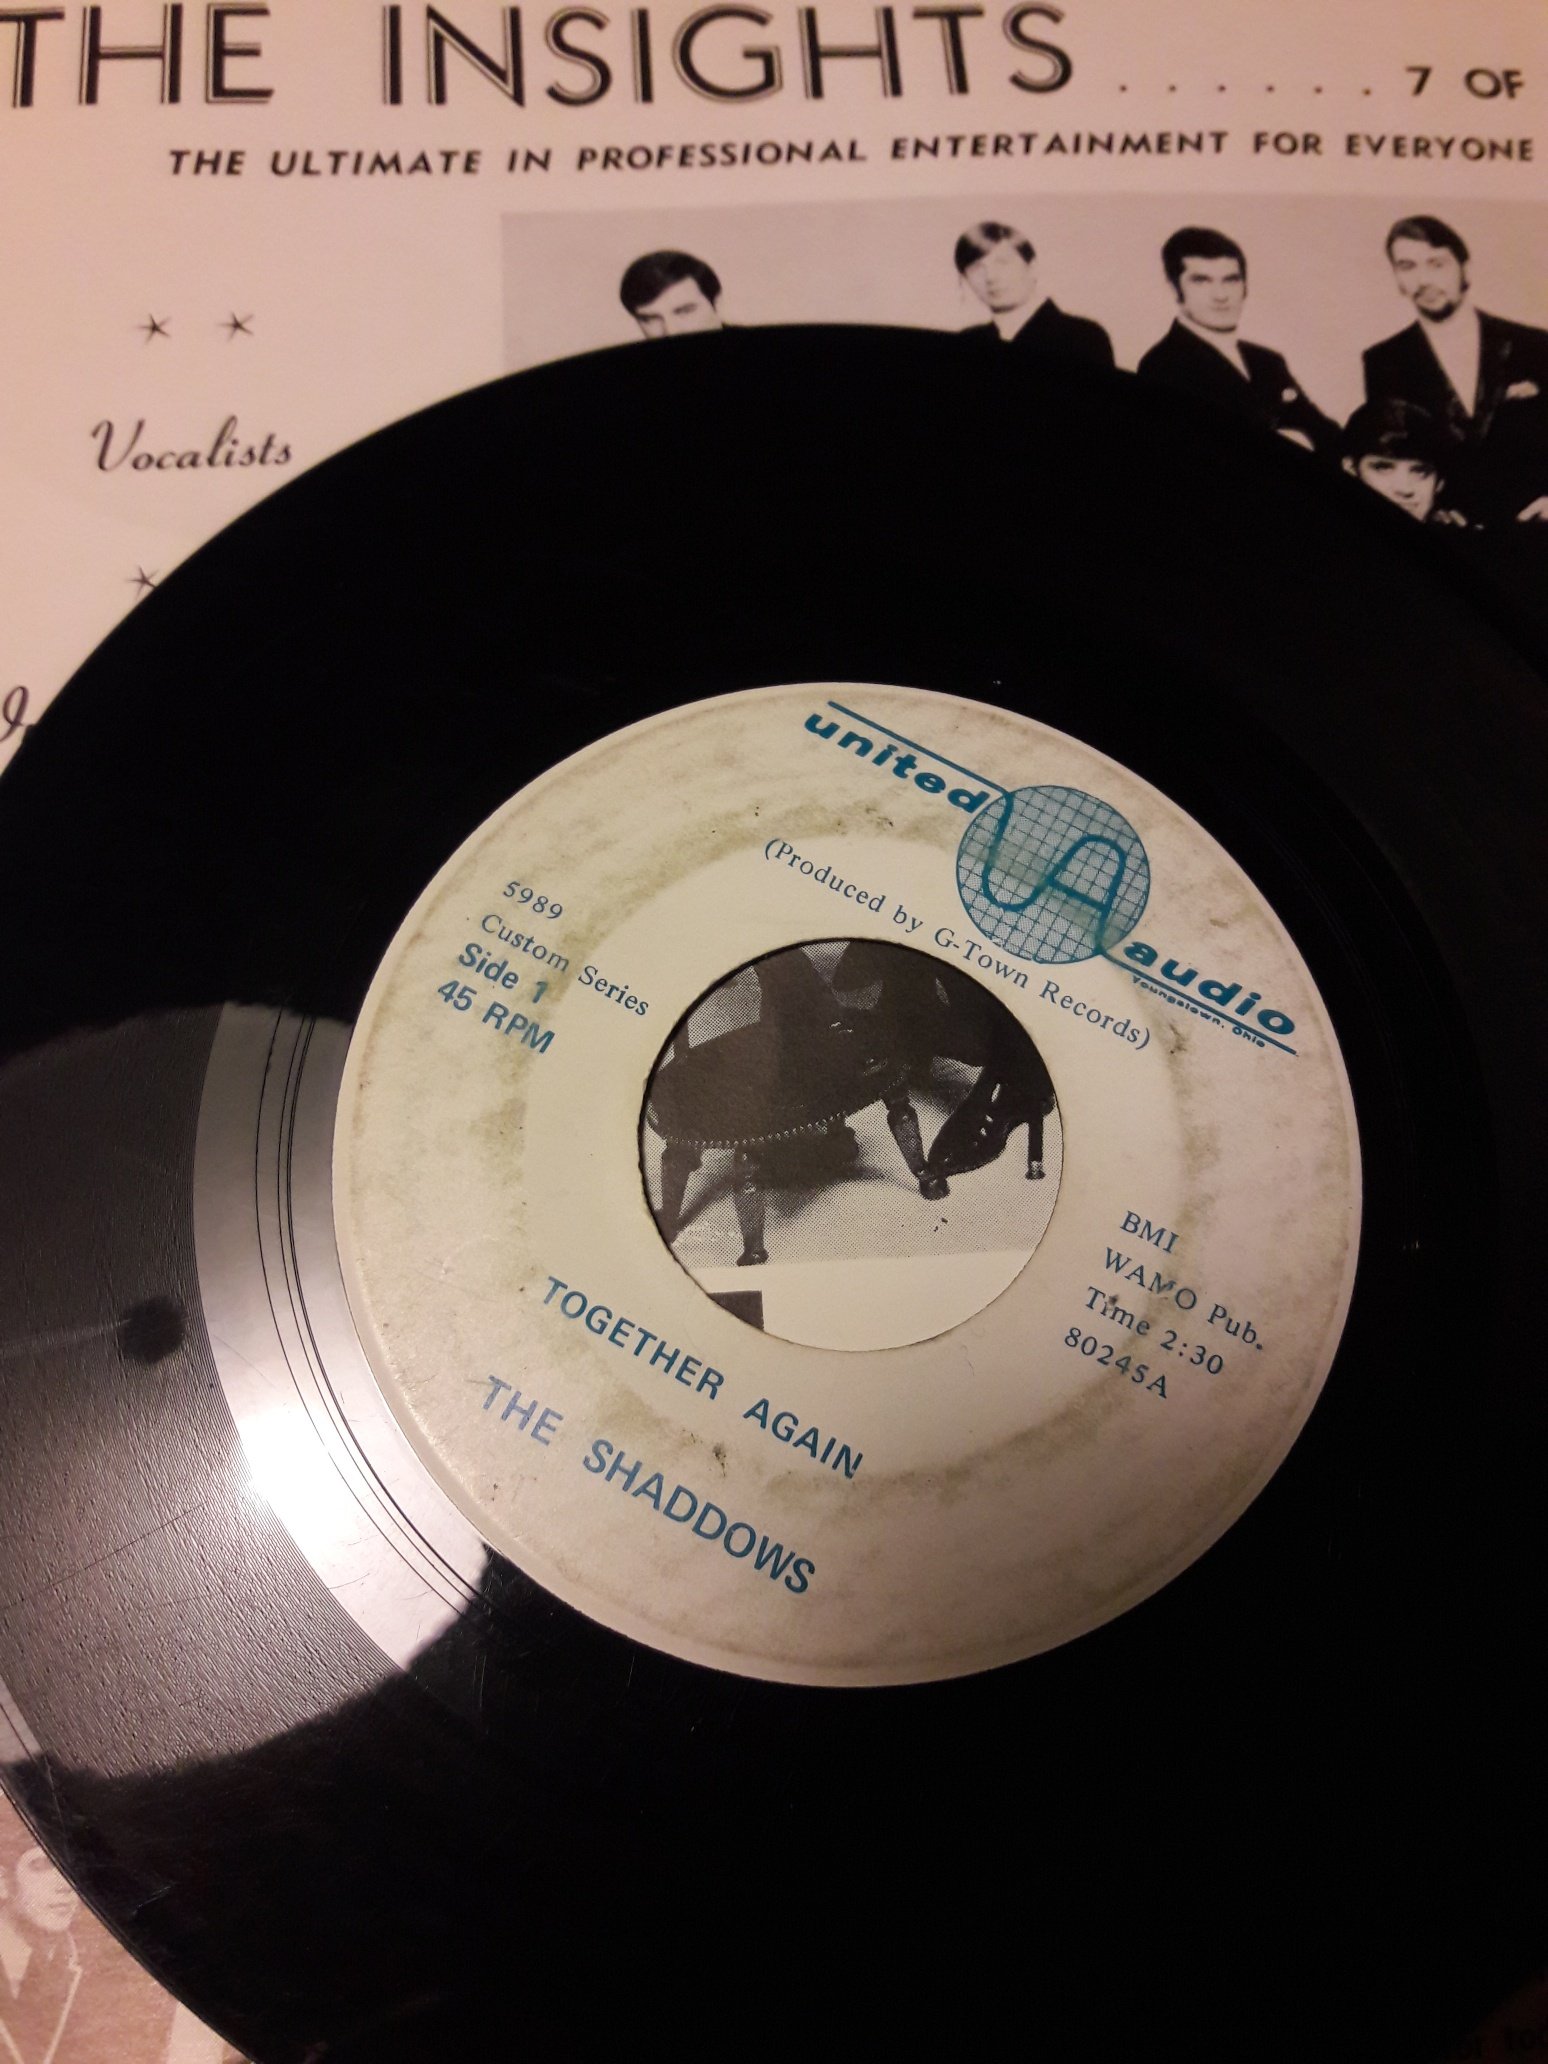 THE INSIGHTS . . . . . . 7 OF
THE ULTIMATE IN PROFESSIONAL ENTERTAINMENT FOR EVERYONE
Vocalists
united
UA
audio
Youngstown, Ohio
(Produced by G-Town Records)
5989
Custom Series
Side 1
45 RPM
BMI
WAMO Pub.
Time 2:30
80245A
TOGETHER AGAIN
THE SHADDOWS